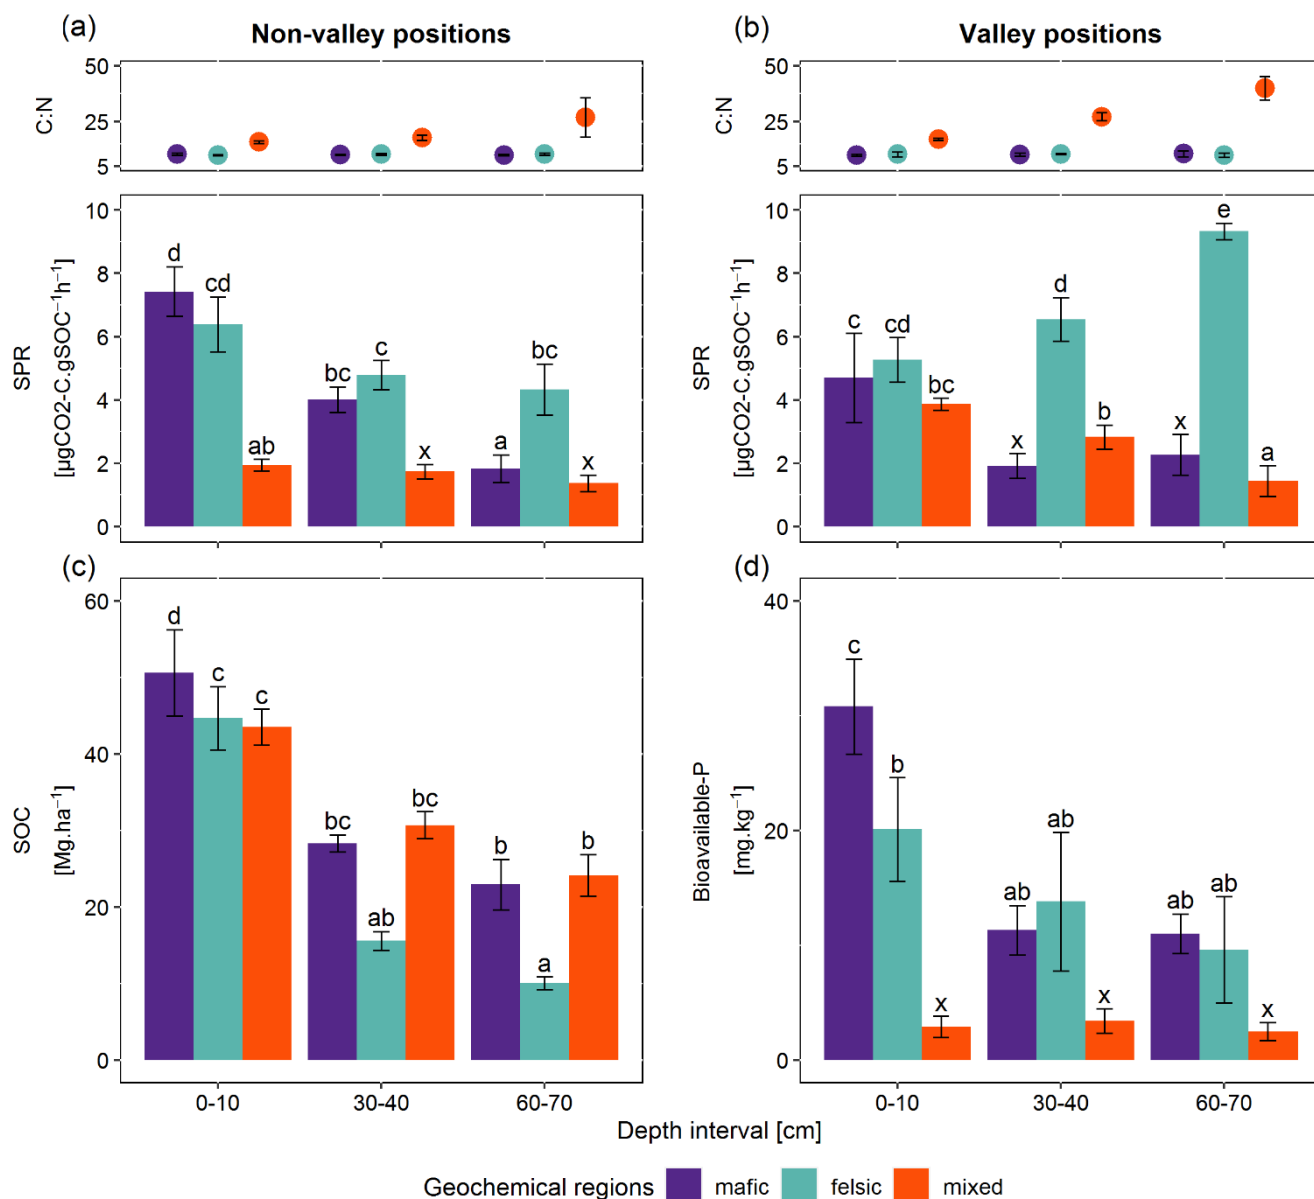 (a) Non-valley positions
(b) Valley positions
C:N
50
25
5
C:N
50
25
5
SPR
[µgCO2-C.gSOC⁻¹h⁻¹]
10
8
6
4
2
0
d
cd
ab
bc
c
x
a
bc
x
SPR
[µgCO2-C.gSOC⁻¹h⁻¹]
10
8
6
4
2
0
c
cd
bc
x
d
b
x
e
a
(c)
SOC
[Mg.ha⁻¹]
60
40
20
0
d
c
c
bc
ab
bc
b
a
b
0-10
30-40
60-70
(d)
Bioavailable-P
[mg.kg⁻¹]
40
20
0
c
b
x
ab
ab
x
ab
ab
x
0-10
30-40
60-70
Depth interval [cm]
Geochemical regions mafic felsic mixed